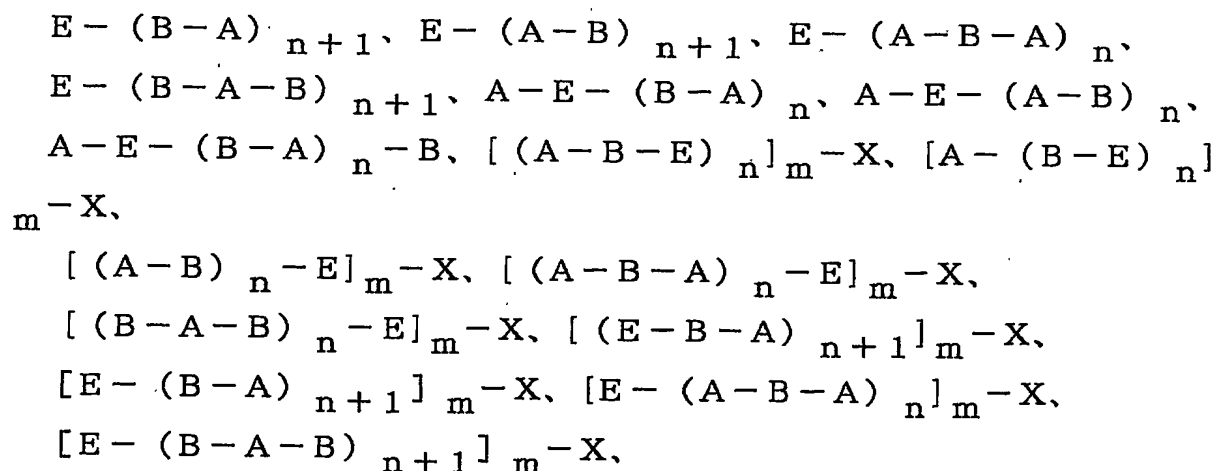 E－(B－A) n+1、E－(A－B) n+1、E－(A－B－A) n、
E－(B－A－B) n+1、A－E－(B－A) n、A－E－(A－B) n、
A－E－(B－A) n－B、[(A－B－E) n]m－X、[A－(B－E) n]
m－X、
[(A－B) n－E]m－X、[(A－B－A) n－E]m－X、
[(B－A－B) n－E]m－X、[(E－B－A) n+1]m－X、
[E－(B－A) n+1] m－X、[E－(A－B－A) n]m－X、
[E－(B－A－B) n+1] m－X、